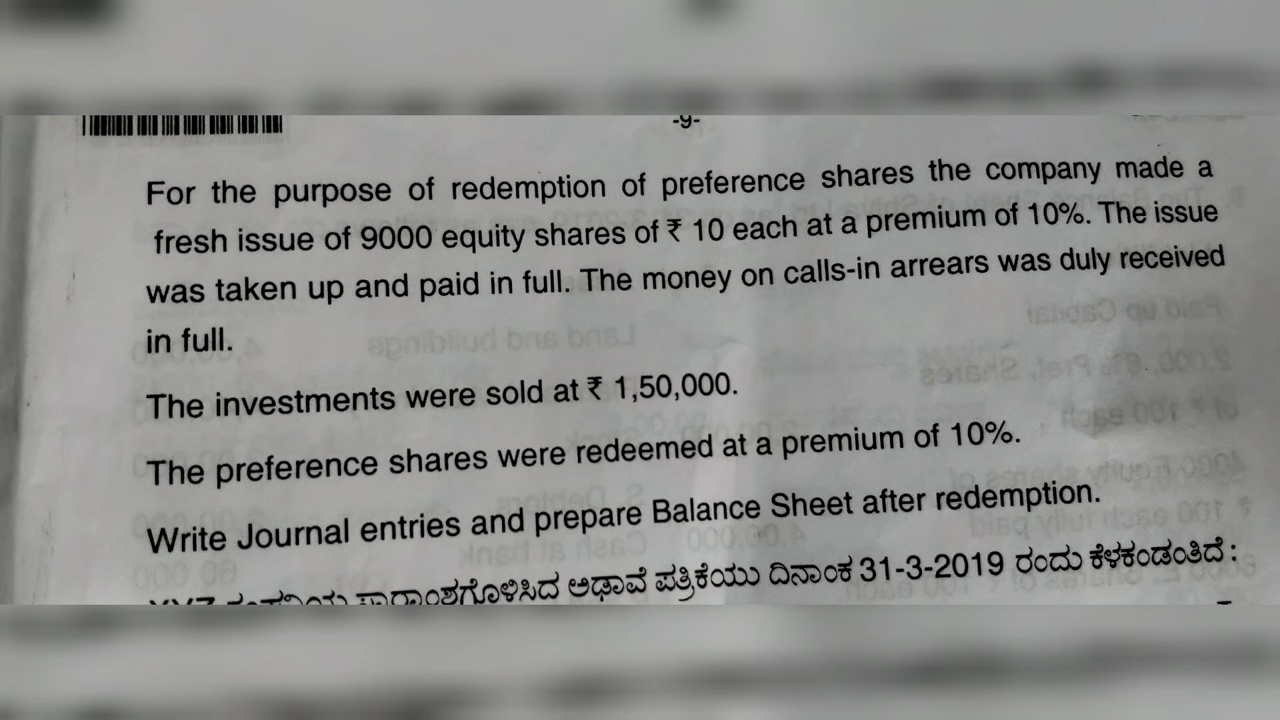 -9-
For the purpose of redemption of preference shares the company made a
fresh issue of 9000 equity shares of ₹ 10 each at a premium of 10%. The issue
was taken up and paid in full. The money on calls-in arrears was duly received
in full.
The investments were sold at ₹ 1,50,000.
The preference shares were redeemed at a premium of 10%.
Write Journal entries and prepare Balance Sheet after redemption.
ಸಾರಾಂಶಗೊಳಿಸಿದ ಅಢಾವೆ ಪತ್ರಿಕೆಯು ದಿನಾಂಕ 31-3-2019 ರಂದು ಕೆಳಕಂಡಂತಿದೆ :